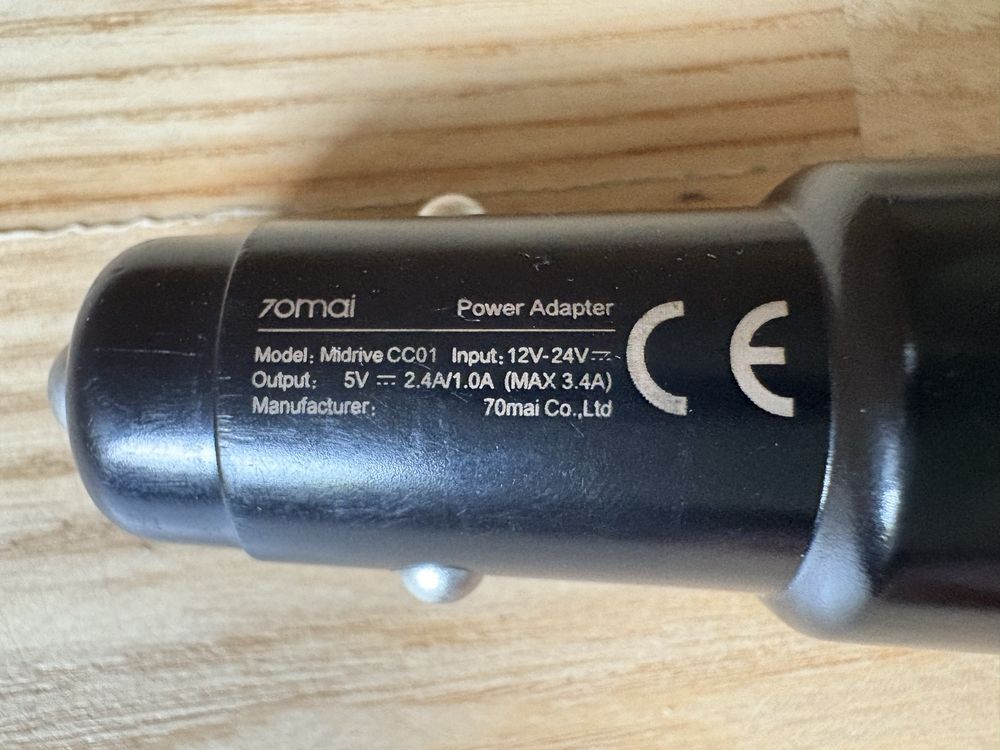 70mai Power Adapter
Model: Midrive CC01 Input: 12V-24V⎓
Output: 5V ⎓ 2.4A/1.0A (MAX 3.4A)
Manufacturer: 70mai Co.,Ltd
CE